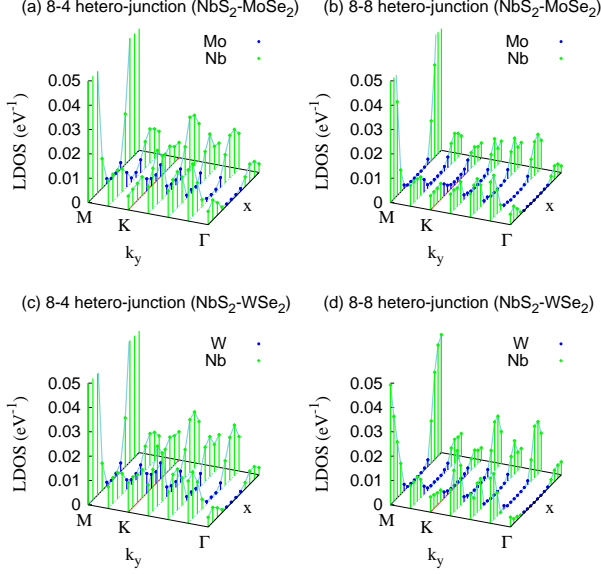 (a) 8-4 hetero-junction (NbS2-MoSe2)
Mo
Nb
LDOS (eV-1)
0.05
0.04
0.03
0.02
0.01
0
M
K
Γ
ky
x
(b) 8-8 hetero-junction (NbS2-MoSe2)
Mo
Nb
LDOS (eV-1)
0.05
0.04
0.03
0.02
0.01
0
M
K
Γ
ky
x
(c) 8-4 hetero-junction (NbS2-WSe2)
W
Nb
LDOS (eV-1)
0.05
0.04
0.03
0.02
0.01
0
M
K
Γ
ky
x
(d) 8-8 hetero-junction (NbS2-WSe2)
W
Nb
LDOS (eV-1)
0.05
0.04
0.03
0.02
0.01
0
M
K
Γ
ky
x